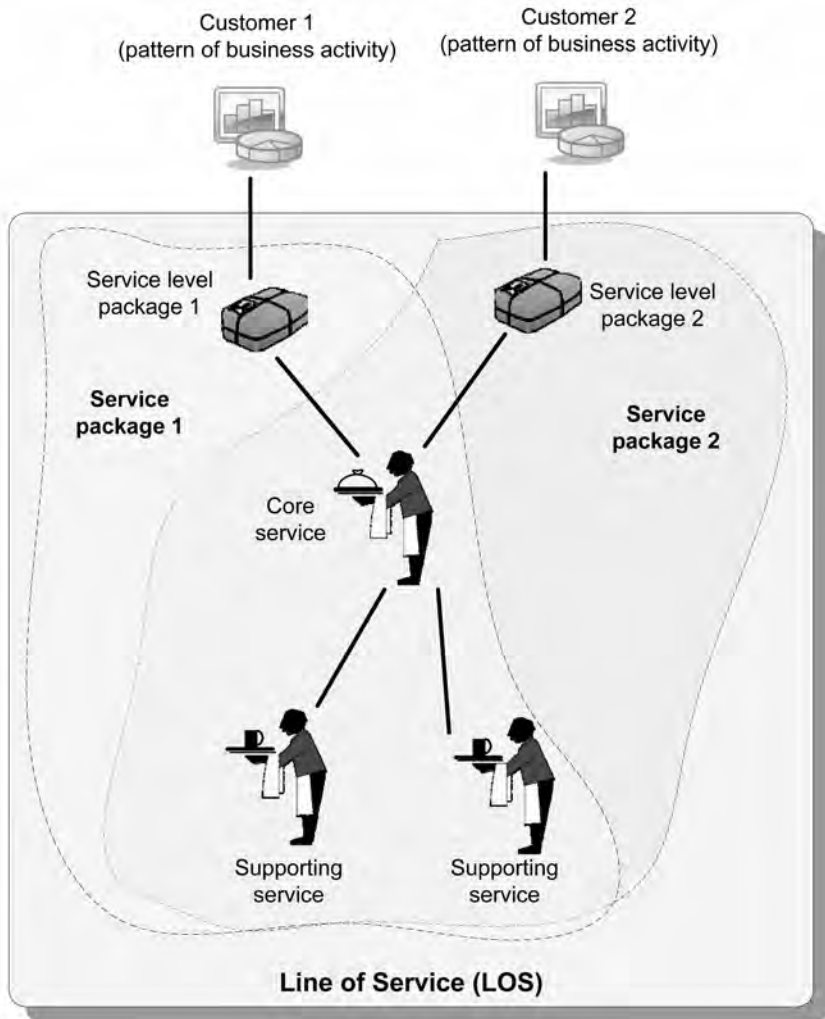 Customer 1
(pattern of business activity)
Customer 2
(pattern of business activity)
Service level
package 1
Service level
package 2
Service
package 1
Service
package 2
Core
service
Supporting
service
Supporting
service
Line of Service (LOS)